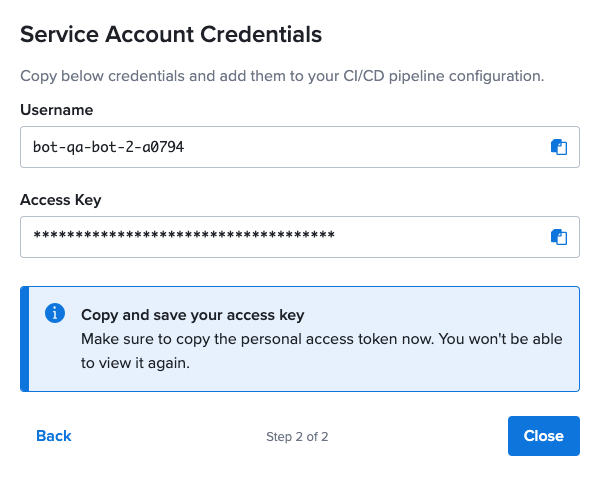 Service Account Credentials
Copy below credentials and add them to your CI/CD pipeline configuration.
Username
bot-qa-bot-2-a0794
Access Key
************************************
Copy and save your access key
Make sure to copy the personal access token now. You won't be able
to view it again.
Back
Step 2 of 2
Close